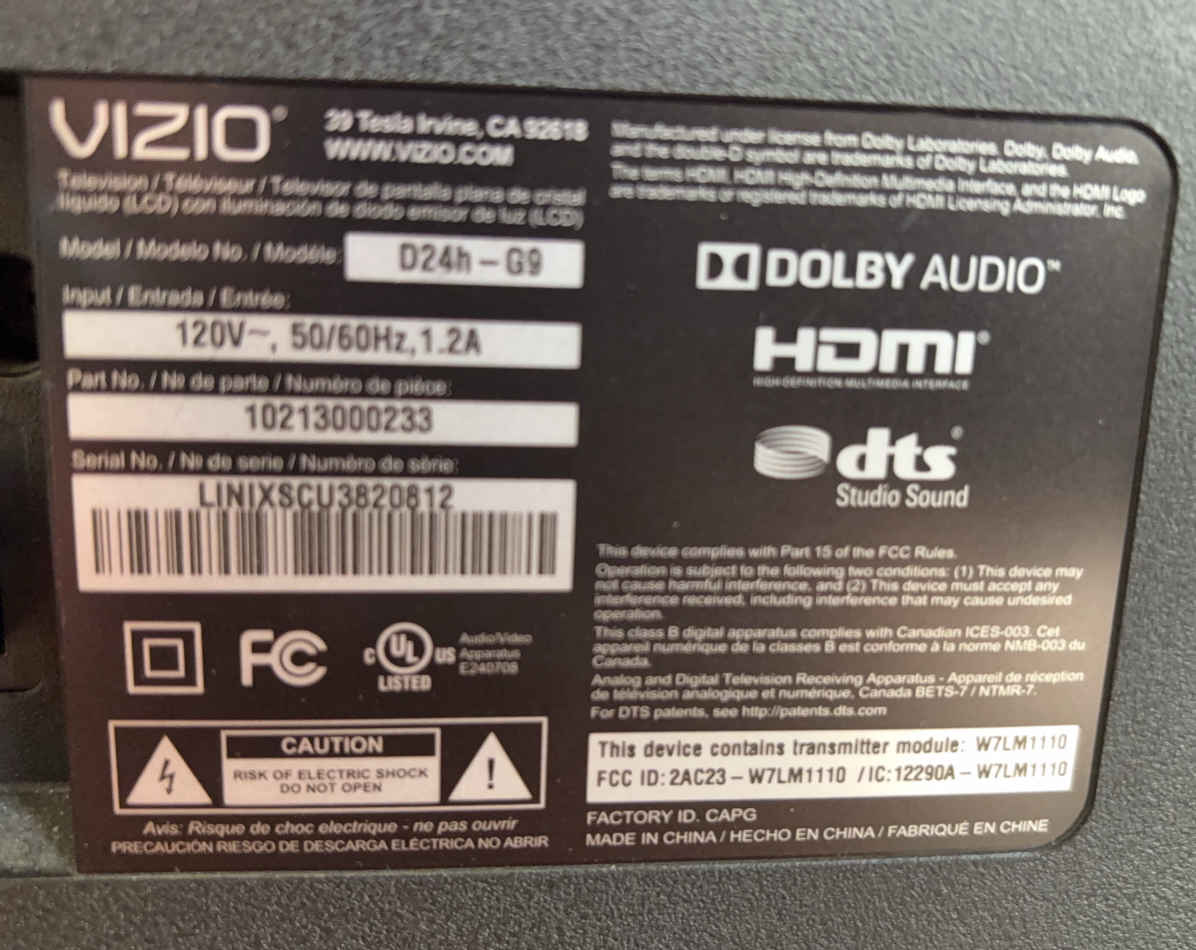 VIZIO®
39 Tesla Irvine, CA 92618
WWW.VIZIO.COM
Television / Téléviseur / Televisor de pantalla plana de cristal
líquido (LCD) con iluminación de diodo emisor de luz (LCD)
Model / Modelo No. / Modèle: D24h-G9
Input / Entrada / Entrée:
120V~, 50/60Hz, 1.2A
Part No. / № de parte / Numéro de pièce:
10213000233
Serial No. / № de serie / Numéro de série:
LINIXSCU3820812
FC
C UL US
LISTED
Audio/Video
Apparatus
E240708
CAUTION
RISK OF ELECTRIC SHOCK
DO NOT OPEN
!
Avis: Risque de choc electrique - ne pas ouvrir
PRECAUCIÓN RIESGO DE DESCARGA ELÉCTRICA NO ABRIR
Manufactured under license from Dolby Laboratories. Dolby, Dolby Audio,
and the double-D symbol are trademarks of Dolby Laboratories.
The terms HDMI, HDMI High-Definition Multimedia Interface, and the HDMI Logo
are trademarks or registered trademarks of HDMI Licensing Administrator, Inc.
DOLBY AUDIO™
HDMI®
HIGH-DEFINITION MULTIMEDIA INTERFACE
dts®
Studio Sound
This device complies with Part 15 of the FCC Rules.
Operation is subject to the following two conditions: (1) This device may
not cause harmful interference, and (2) This device must accept any
interference received, including interference that may cause undesired
operation.
This class B digital apparatus complies with Canadian ICES-003. Cet
appareil numérique de la classes B est conforme à la norme NMB-003 du
Canada.
Analog and Digital Television Receiving Apparatus - Appareil de réception
de télévision analogique et numérique, Canada BETS-7 / NTMR-7.
For DTS patents, see http://patents.dts.com
This device contains transmitter module: W7LM1110
FCC ID: 2AC23-W7LM1110 / IC:12290A-W7LM1110
FACTORY ID. CAPG
MADE IN CHINA / HECHO EN CHINA / FABRIQUÉ EN CHINE